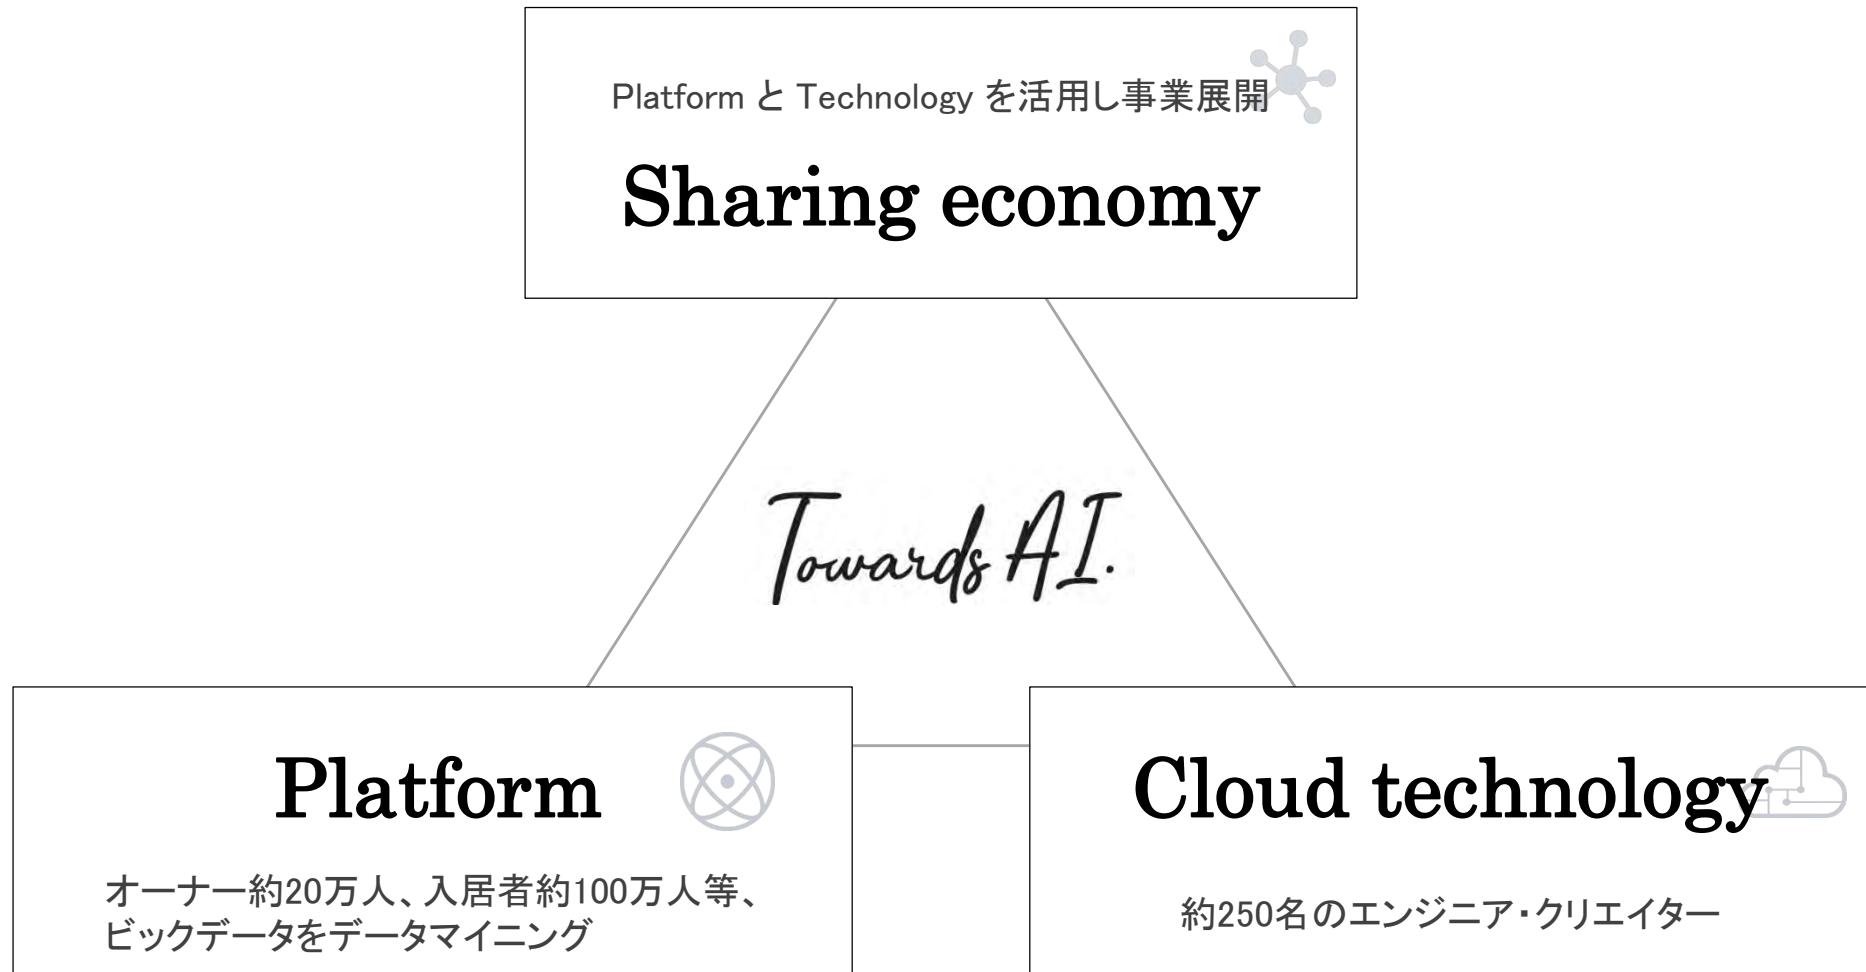 Platform と Technology を活用し事業展開
Sharing economy
Towards AI.
Platform
オーナー約20万人、入居者約100万人等、
ビックデータをデータマイニング
Cloud technology
約250名のエンジニア・クリエイター